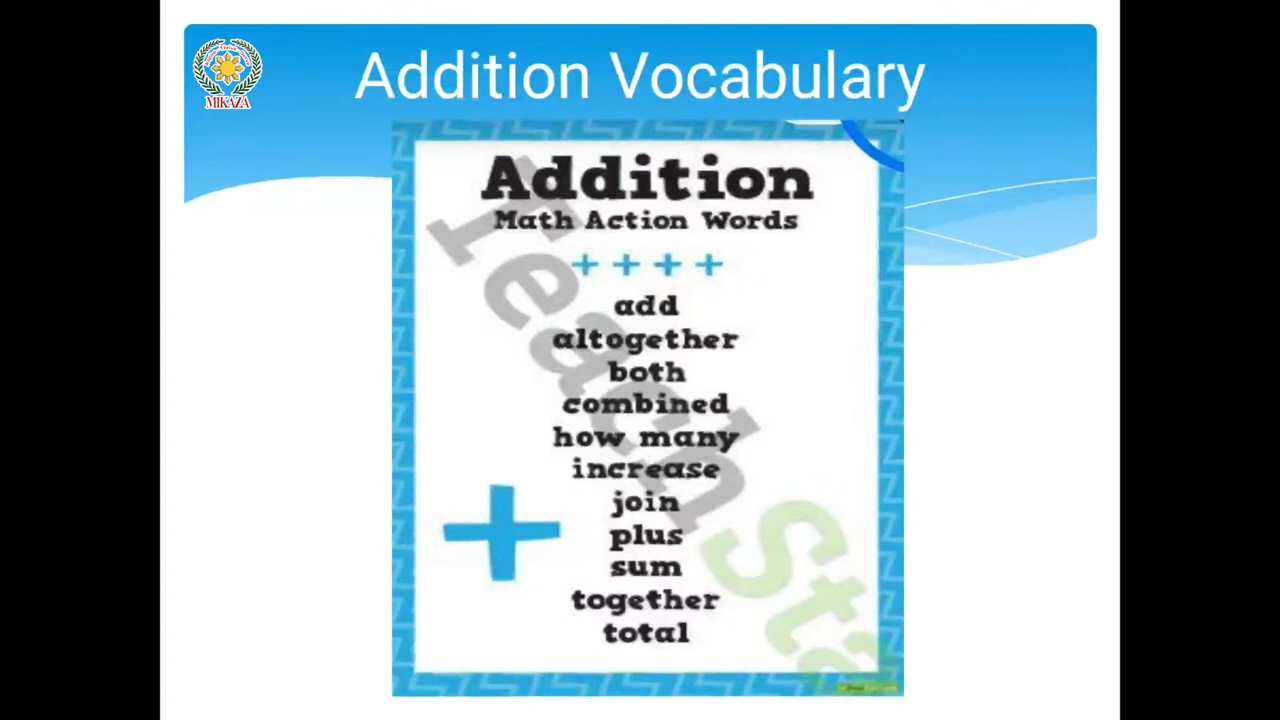 MIKAZA
Addition Vocabulary
Addition
Math Action Words
+ + + +
add
altogether
both
combined
how many
increase
join
plus
sum
together
total
+
Teach